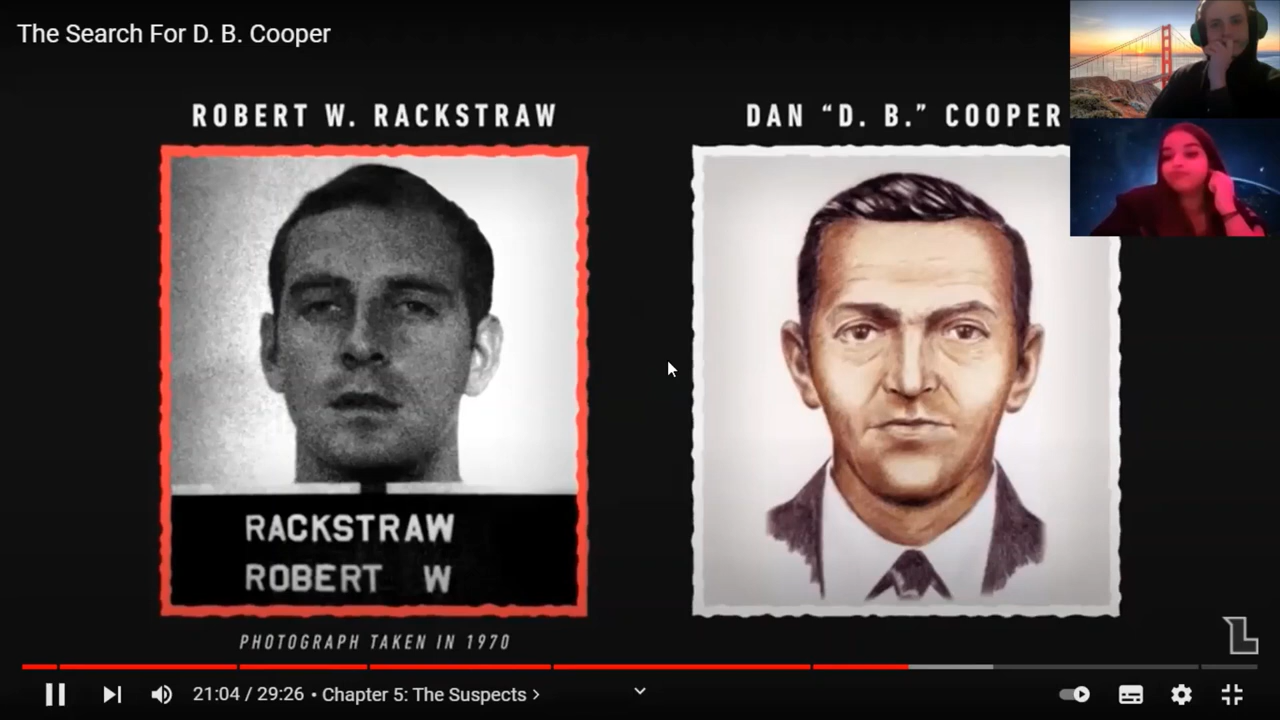 The Search For D. B. Cooper
ROBERT W. RACKSTRAW
DAN “D. B.” COOPER
RACKSTRAW
ROBERT W
PHOTOGRAPH TAKEN IN 1970
21:04 / 29:26 • Chapter 5: The Suspects >